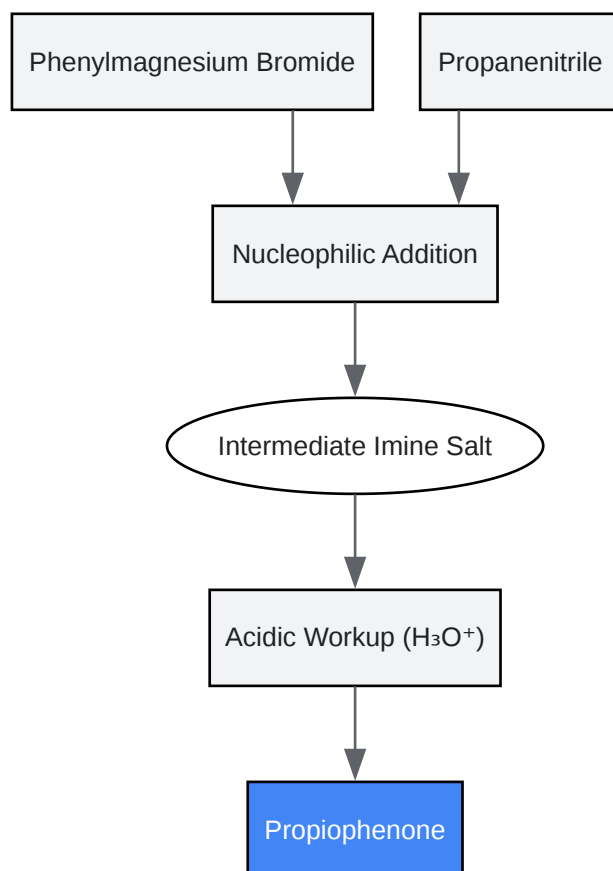 Phenylmagnesium Bromide
Propanenitrile
Nucleophilic Addition
Intermediate Imine Salt
Acidic Workup (H₃O⁺)
Propiophenone